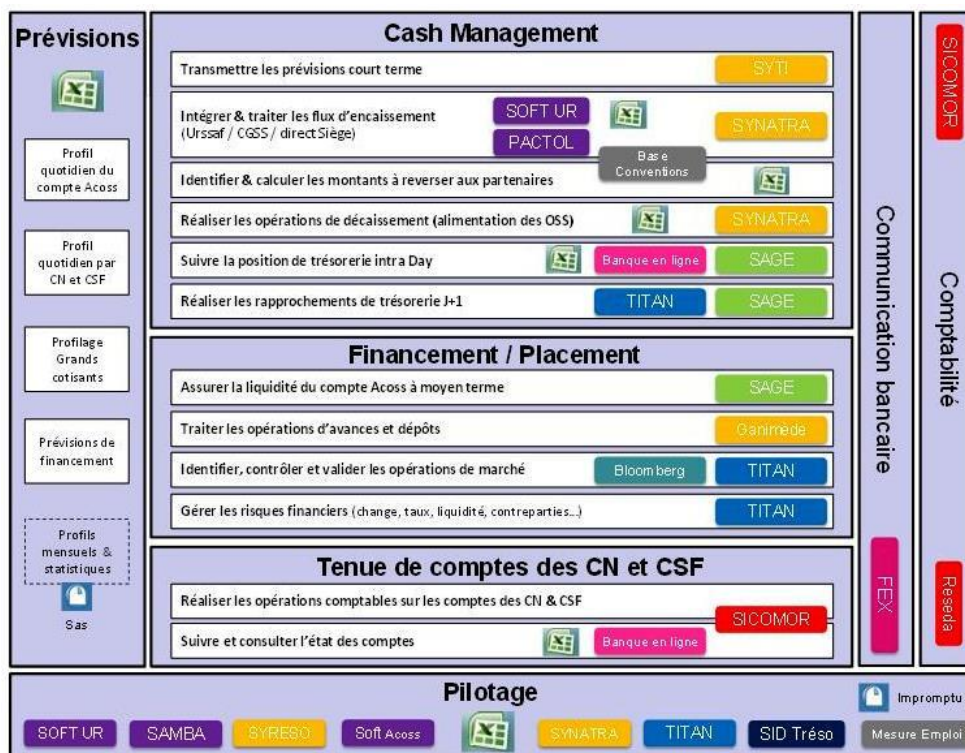 Prévisions
Profil
quotidien du
compte Acoss
Profil
quotidien par
CN et CSF
Profilage
Grands
cotisants
Prévisions de
financement
Profils
mensuels &
statistiques
Sas
Cash Management
Transmettre les prévisions court terme
SYTI
Intégrer & traiter les flux d'encaissement
(Urssaf / CGSS / direct Siège)
SOFT UR
PACTOL
SYNATRA
Base
Conventions
Identifier & calculer les montants à reverser aux partenaires
Réaliser les opérations de décaissement (alimentation des OSS)
SYNATRA
Suivre la position de trésorerie intra Day
Banque en ligne
SAGE
Réaliser les rapprochements de trésorerie J+1
TITAN
SAGE
Financement / Placement
Assurer la liquidité du compte Acoss à moyen terme
SAGE
Traiter les opérations d'avances et dépôts
Ganimède
Identifier, contrôler et valider les opérations de marché
Bloomberg
TITAN
Gérer les risques financiers (change, taux, liquidité, contreparties...)
TITAN
Tenue de comptes des CN et CSF
Réaliser les opérations comptables sur les comptes des CN & CSF
SICOMOR
Suivre et consulter l'état des comptes
Banque en ligne
Communication bancaire
FEX
SICOMOR
Comptabilité
Reseda
Pilotage
Impromptu
SOFT UR
SAMBA
SYRESO
Soft Acoss
SYNATRA
TITAN
SID Tréso
Mesure Emploi